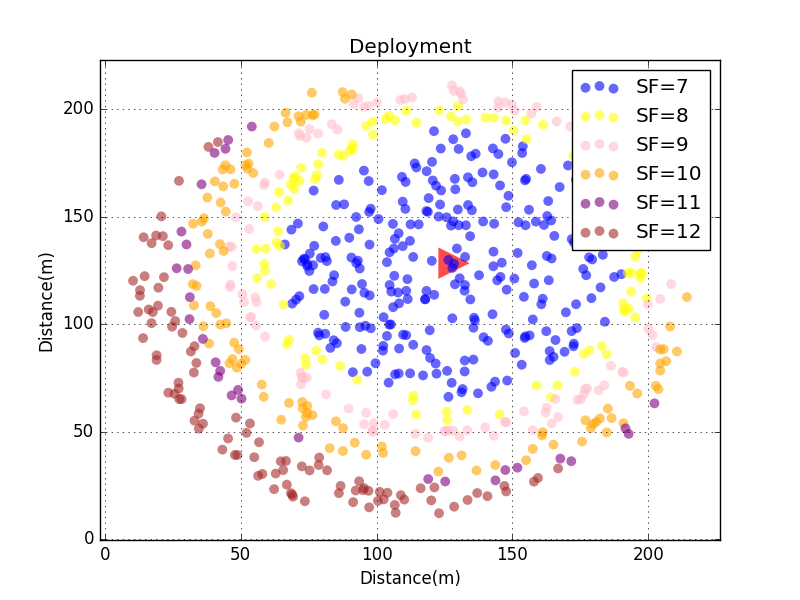 Deployment
SF=7
SF=8
SF=9
SF=10
SF=11
SF=12
200
150
100
50
0
Distance(m)
0 50 100 150 200
Distance(m)